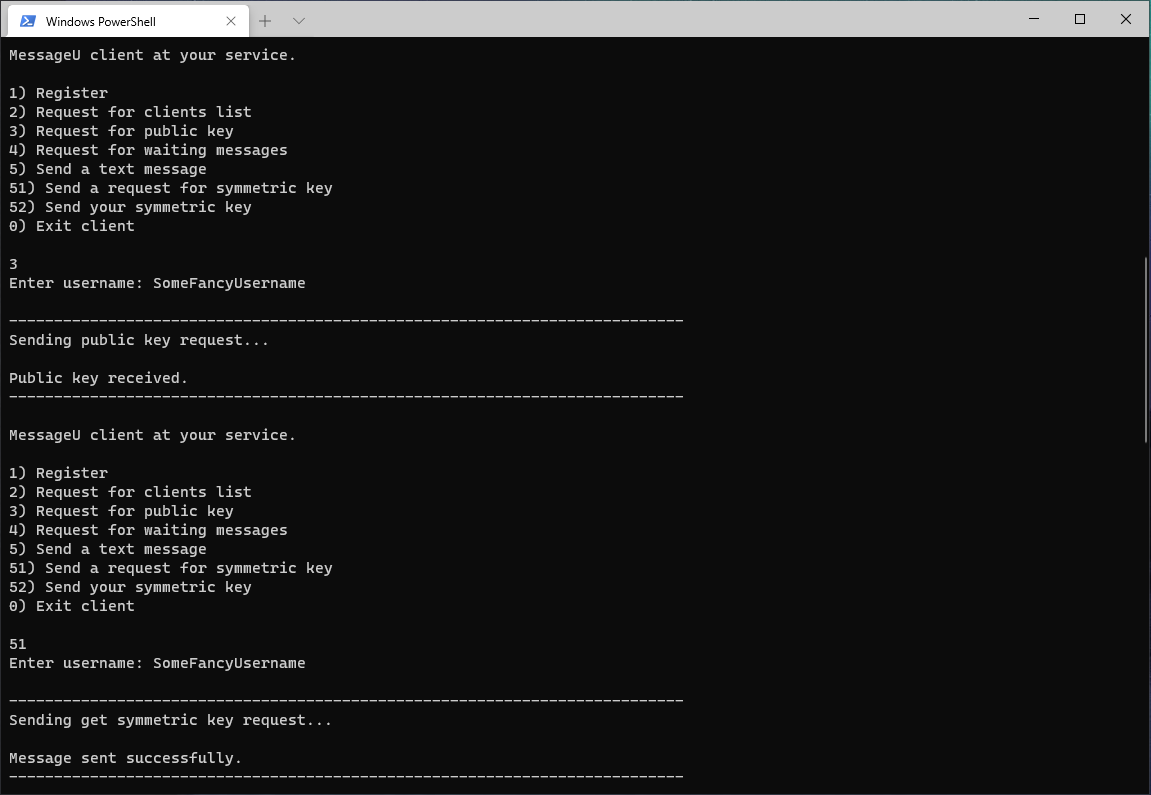 Windows PowerShell
MessageU client at your service.
1) Register
2) Request for clients list
3) Request for public key
4) Request for waiting messages
5) Send a text message
51) Send a request for symmetric key
52) Send your symmetric key
0) Exit client
3
Enter username: SomeFancyUsername
---------------------------------------------------------------------------
Sending public key request...
Public key received.
---------------------------------------------------------------------------
MessageU client at your service.
1) Register
2) Request for clients list
3) Request for public key
4) Request for waiting messages
5) Send a text message
51) Send a request for symmetric key
52) Send your symmetric key
0) Exit client
51
Enter username: SomeFancyUsername
---------------------------------------------------------------------------
Sending get symmetric key request...
Message sent successfully.
---------------------------------------------------------------------------